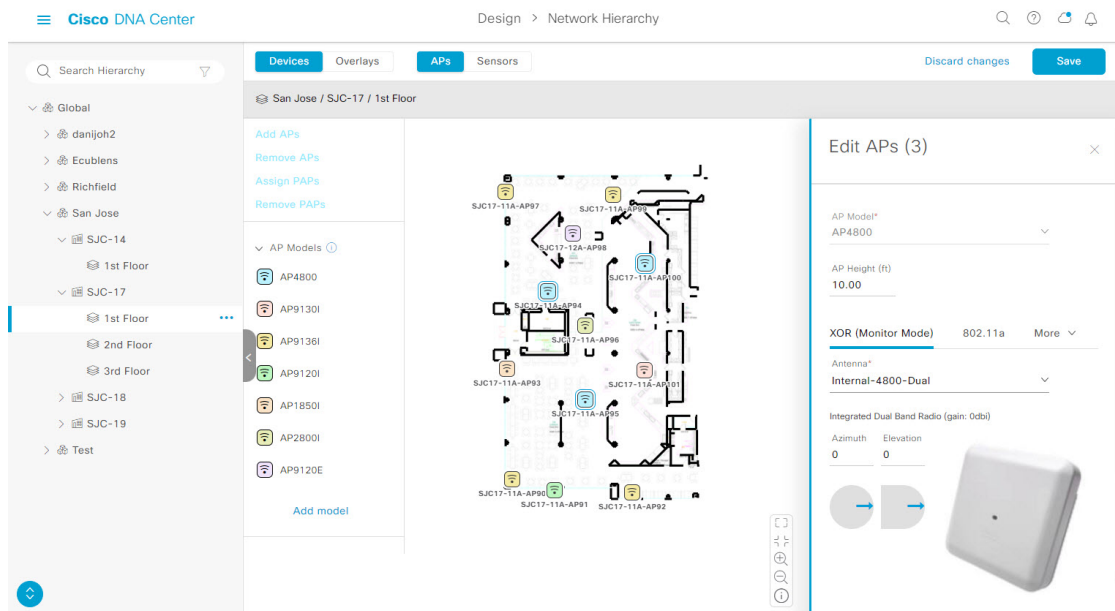 Cisco DNA Center
Design > Network Hierarchy
Search Hierarchy
Global
danijoh2
Ecublens
Richfield
San Jose
SJC-14
1st Floor
SJC-17
1st Floor
2nd Floor
3rd Floor
SJC-18
SJC-19
Test
Devices Overlays APs Sensors
Discard changes Save
San Jose / SJC-17 / 1st Floor
Add APs
Remove APs
Assign PAPs
Remove PAPs
AP Models
AP4800
AP9130I
AP9136I
AP9120I
AP1850I
AP2800I
AP9120E
Add model
SJC17-11A-AP97
SJC17-11A-AP99
SJC17-12A-AP98
SJC17-11A-AP100
SJC17-11A-AP94
SJC17-11A-AP96
SJC17-11A-AP93
SJC17-11A-AP101
SJC17-11A-AP95
SJC17-11A-AP90
SJC17-11A-AP91
SJC17-11A-AP92
Edit APs (3)
AP Model*
AP4800
AP Height (ft)
10.00
XOR (Monitor Mode) 802.11a More
Antenna*
Internal-4800-Dual
Integrated Dual Band Radio (gain: 0dbi)
Azimuth Elevation
0 0